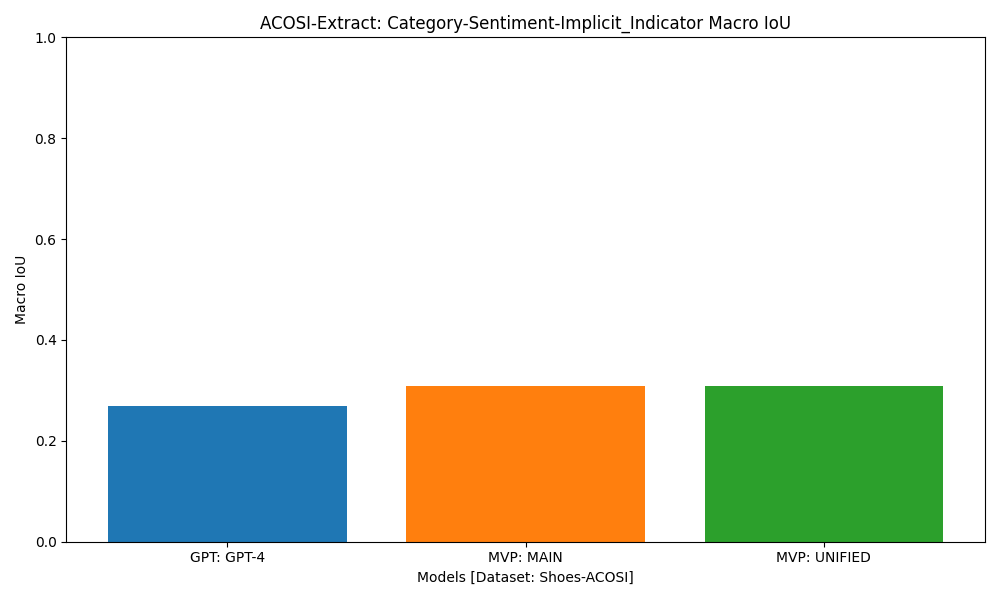 ACOSI-Extract: Category-Sentiment-Implicit_Indicator Macro IoU
1.0
0.8
0.6
0.4
0.2
0.0
Macro IoU
GPT: GPT-4
MVP: MAIN
MVP: UNIFIED
Models [Dataset: Shoes-ACOSI]